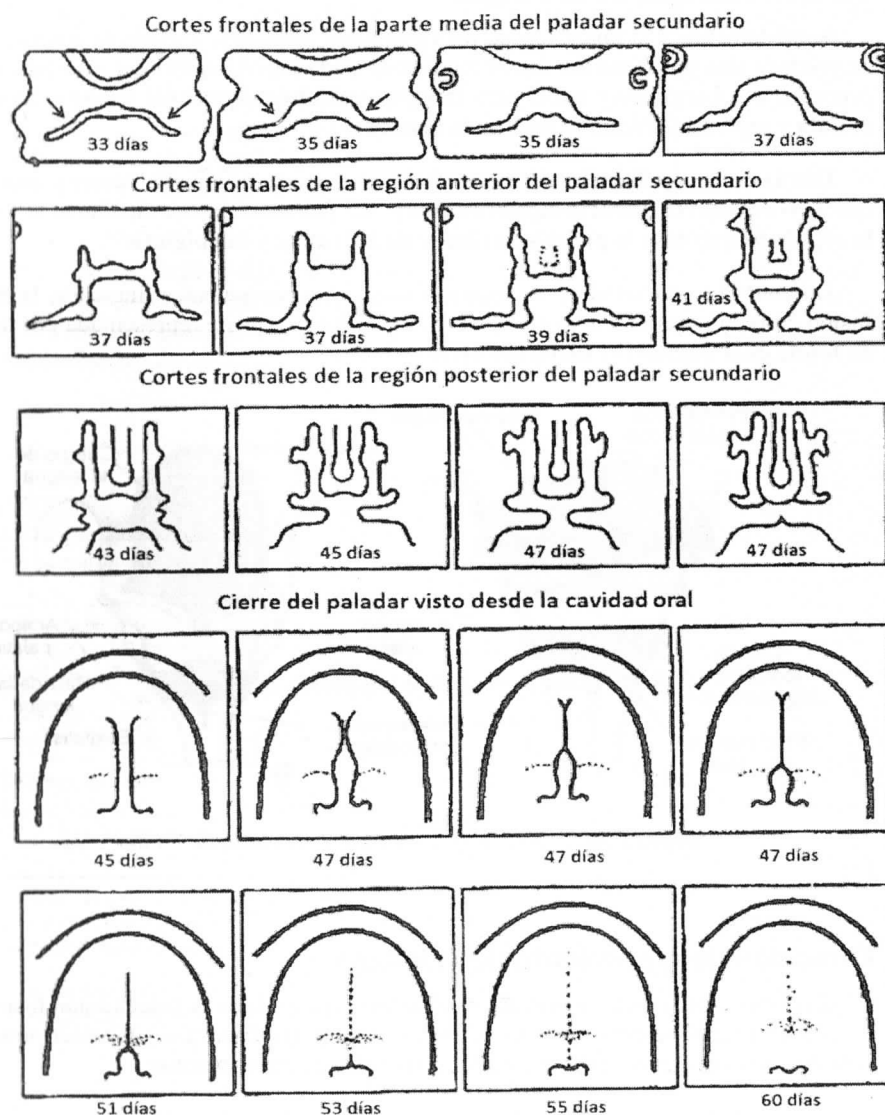 Cortes frontales de la parte media del paladar secundario
33 días 35 días 35 días 37 días
Cortes frontales de la región anterior del paladar secundario
37 días 37 días 39 días 41 días
Cortes frontales de la región posterior del paladar secundario
43 días 45 días 47 días 47 días
Cierre del paladar visto desde la cavidad oral
45 días 47 días 47 días 47 días
51 días 53 días 55 días 60 días